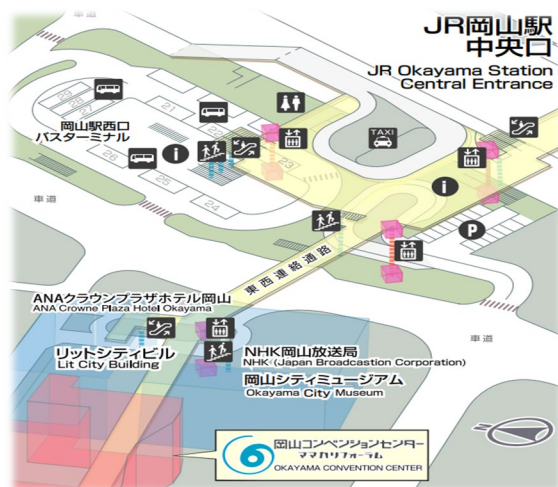 JR岡山駅
中央口
JR Okayama Station
Central Entrance
岡山駅西口
バスターミナル
TAXI
21
22
23
24
25
26
i
i
P
車道
車道
車道
東西連絡通路
ANAクラウンプラザホテル岡山
ANA Crowne Plaza Hotel Okayama
リットシティビル
Lit City Building
NHK岡山放送局
NHK (Japan Broadcastion Corporation)
岡山シティミュージアム
Okayama City Museum
岡山コンベンションセンター
ママカリフォーラム
OKAYAMA CONVENTION CENTER